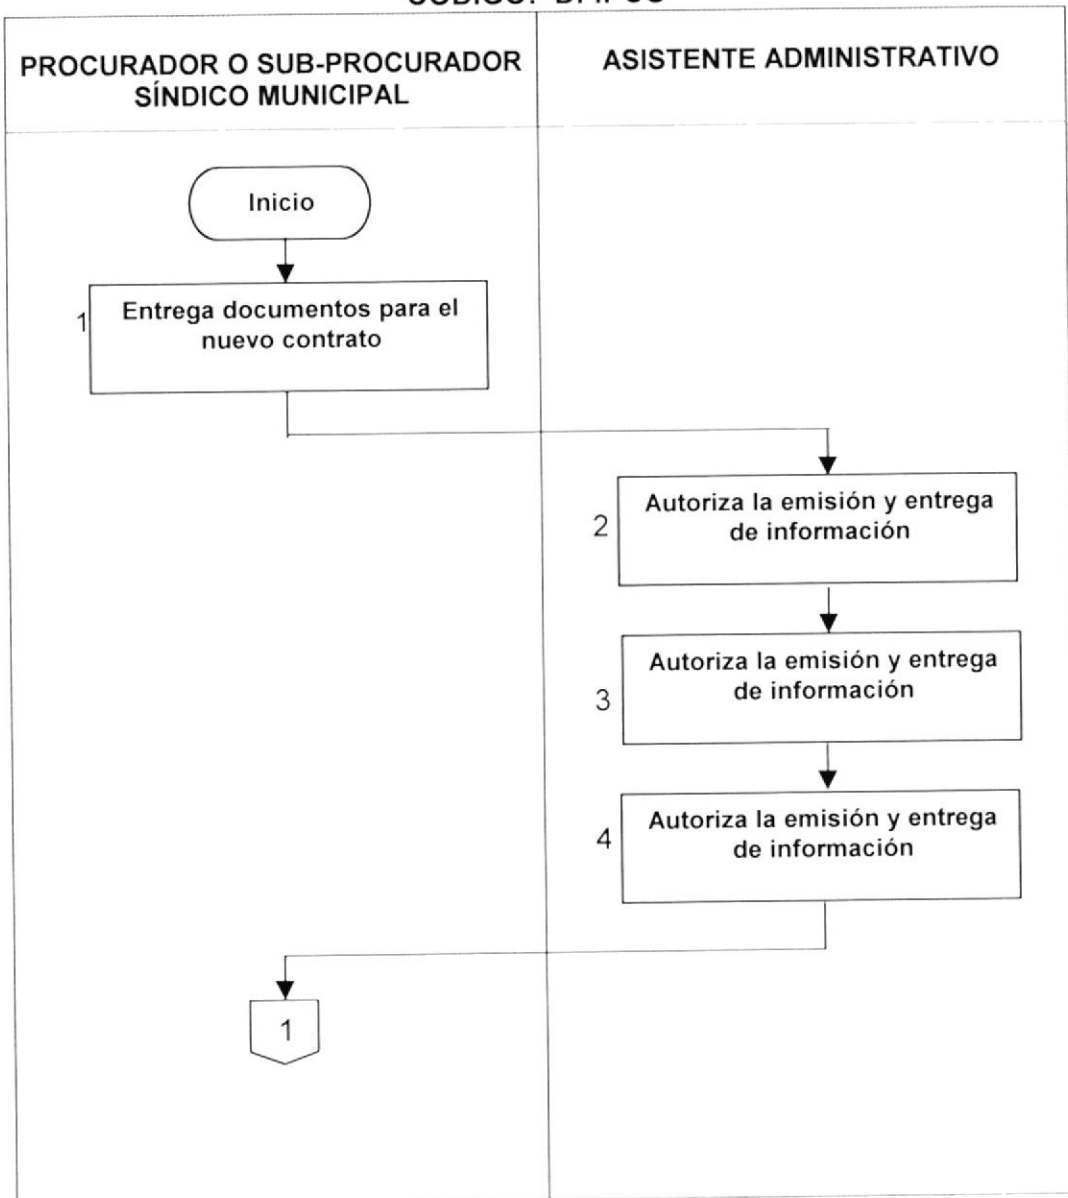 PROCURADOR O SUB-PROCURADOR
SÍNDICO MUNICIPAL
ASISTENTE ADMINISTRATIVO
Inicio
1
Entrega documentos para el
nuevo contrato
2
Autoriza la emisión y entrega
de información
3
Autoriza la emisión y entrega
de información
4
Autoriza la emisión y entrega
de información
1